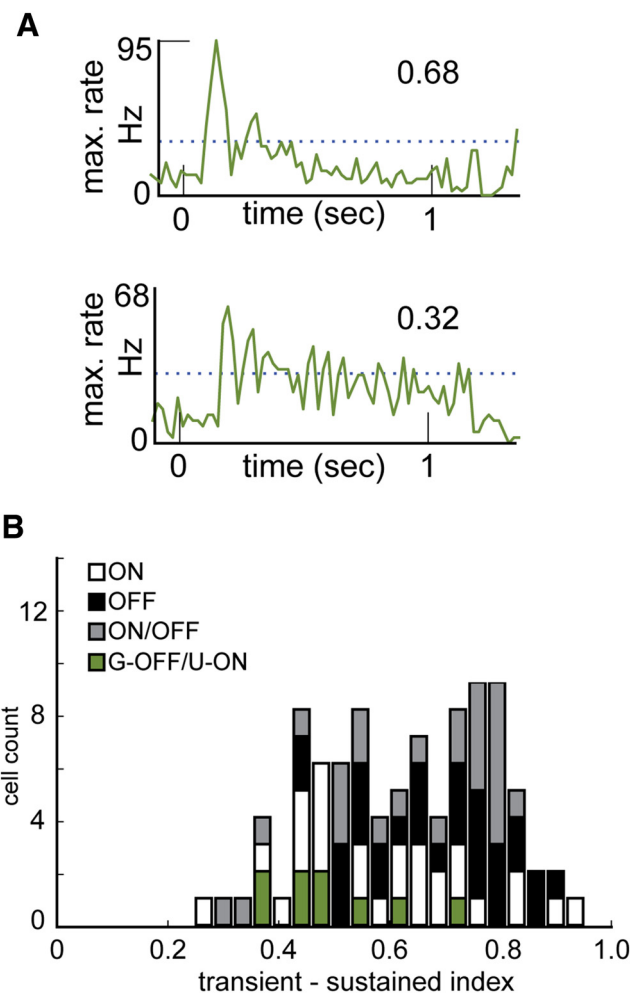 A
95
max. rate
Hz
0.68
0
0
time (sec)
1
68
max. rate
Hz
0.32
0
0
time (sec)
1
B
ON
OFF
ON/OFF
G-OFF/U-ON
12
8
4
0
cell count
0
0.2
0.4
0.6
0.8
1.0
transient - sustained index